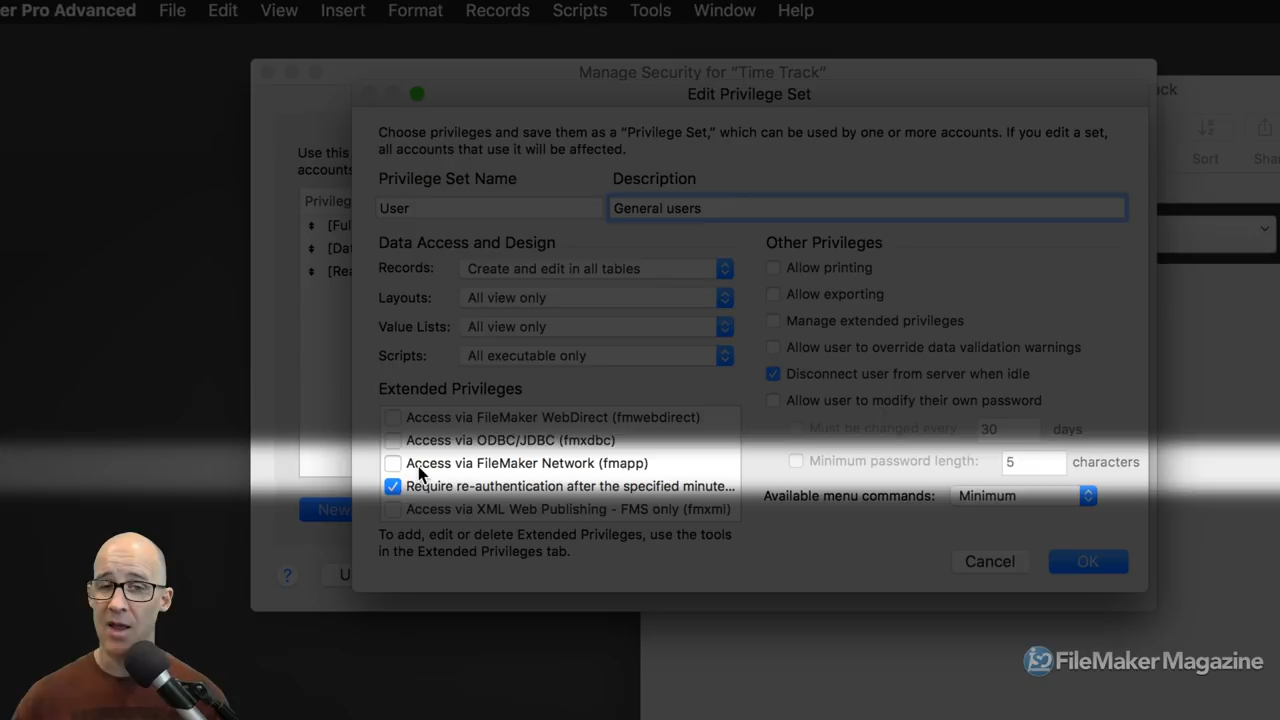 er Pro Advanced File Edit View Insert Format Records Scripts Tools Window Help
Manage Security for "Time Track"
ack
Edit Privilege Set
Choose privileges and save them as a "Privilege Set," which can be used by one or more accounts. If you edit a set,
all accounts that use it will be affected.
Use this
accounts
Sort
Sha
Privilege Set Name
Description
Privileg
User
General users
[Ful
[Da
[Rea
Data Access and Design
Records: Create and edit in all tables
Layouts: All view only
Value Lists: All view only
Scripts: All executable only
Other Privileges
Allow printing
Allow exporting
Manage extended privileges
Allow user to override data validation warnings
Disconnect user from server when idle
Allow user to modify their own password
Must be changed every 30 days
Minimum password length: 5 characters
Available menu commands: Minimum
Extended Privileges
Access via FileMaker WebDirect (fmwebdirect)
Access via ODBC/JDBC (fmxdbc)
Access via FileMaker Network (fmapp)
Require re-authentication after the specified minute...
Access via XML Web Publishing - FMS only (fmxml)
To add, edit or delete Extended Privileges, use the tools
in the Extended Privileges tab.
New
?
U
Cancel
OK
FileMaker Magazine